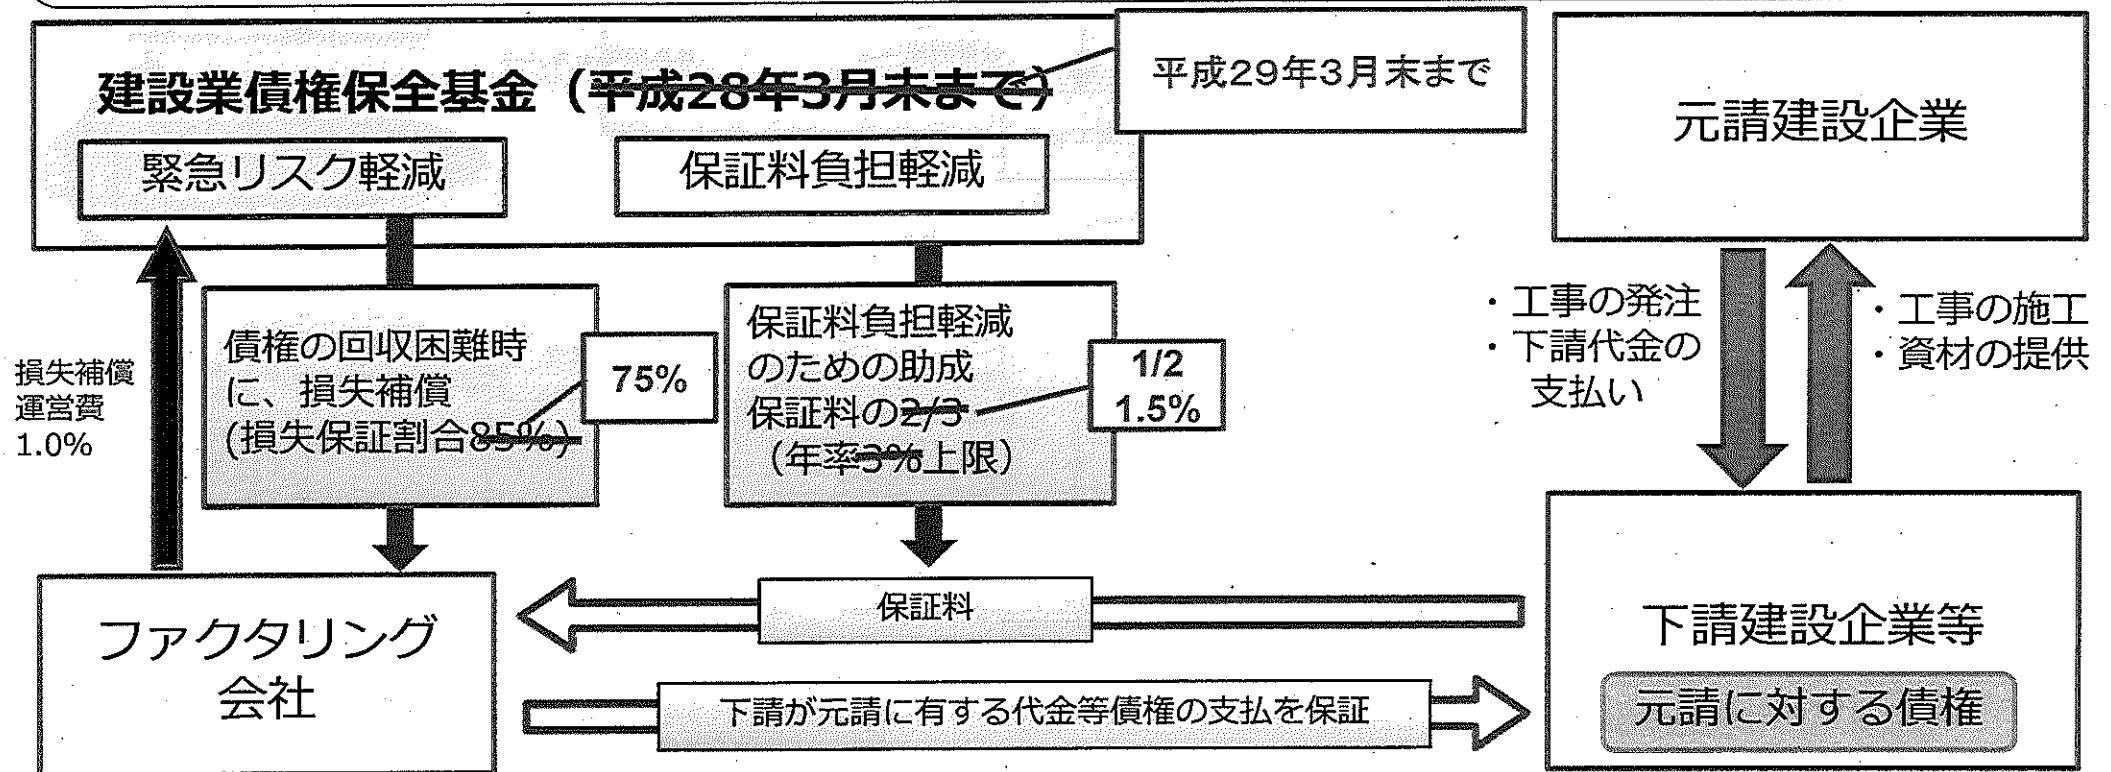 建設業債権保全基金（平成28年3月末まで）
平成29年3月末まで
緊急リスク軽減
保証料負担軽減
元請建設企業
損失補償
運営費
1.0%
債権の回収困難時
に、損失補償
(損失保証割合85%)
75%
保証料負担軽減
のための助成
保証料の2/3
（年率3%上限）
1/2
1.5%
・工事の発注
・下請代金の
支払い
・工事の施工
・資材の提供
ファクタリング
会社
保証料
下請が元請に有する代金等債権の支払を保証
下請建設企業等
元請に対する債権